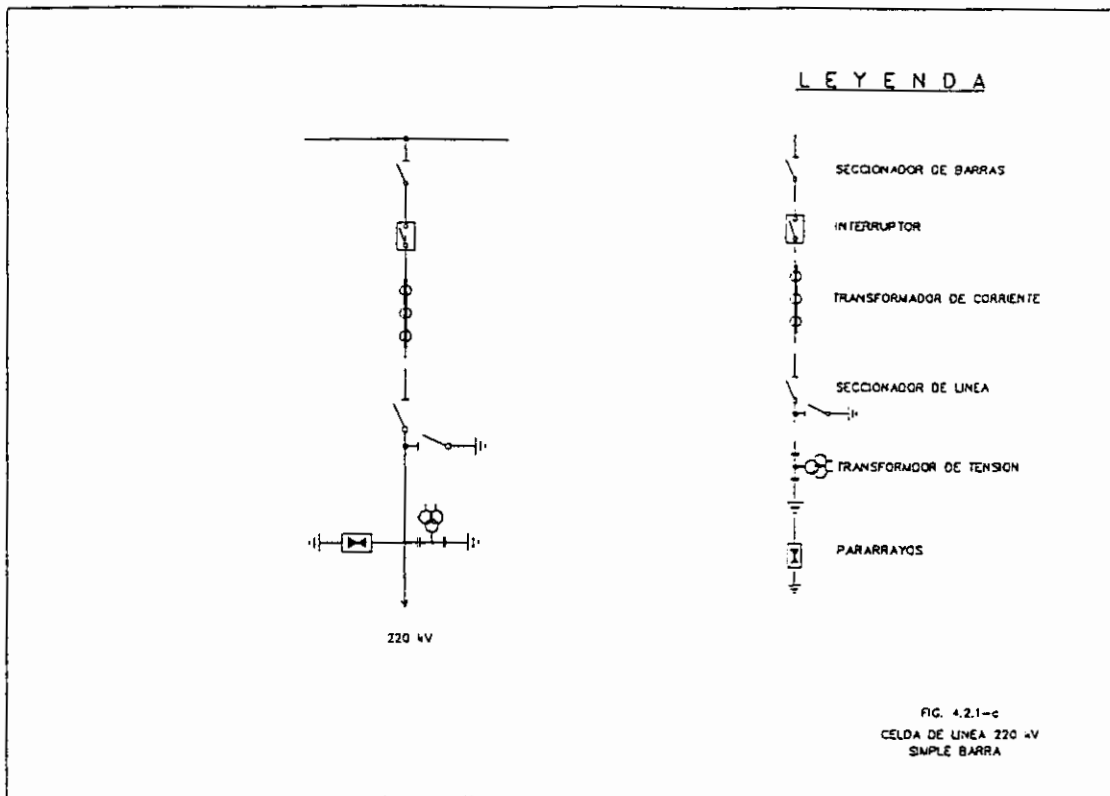 LEYENDA
SECCIONADOR DE BARRAS
INTERRUPTOR
TRANSFORMADOR DE CORRIENTE
SECCIONADOR DE LINEA
TRANSFORMDOR DE TENSION
PARARRAYOS
220 kV
FIG. 4.2.1-c
CELDA DE LINEA 220 kV
SIMPLE BARRA